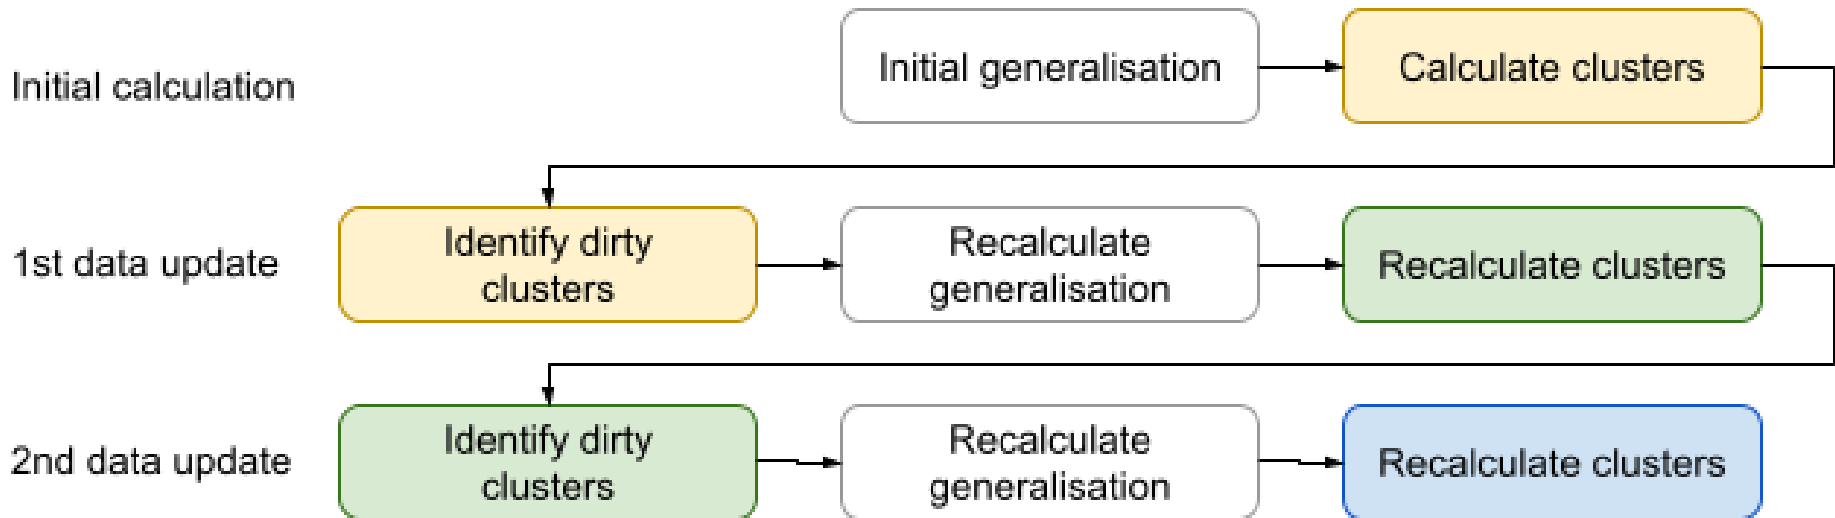 Initial calculation
Initial generalisation
Calculate clusters
1st data update
Identify dirty
clusters
Recalculate
generalisation
Recalculate clusters
2nd data update
Identify dirty
clusters
Recalculate
generalisation
Recalculate clusters